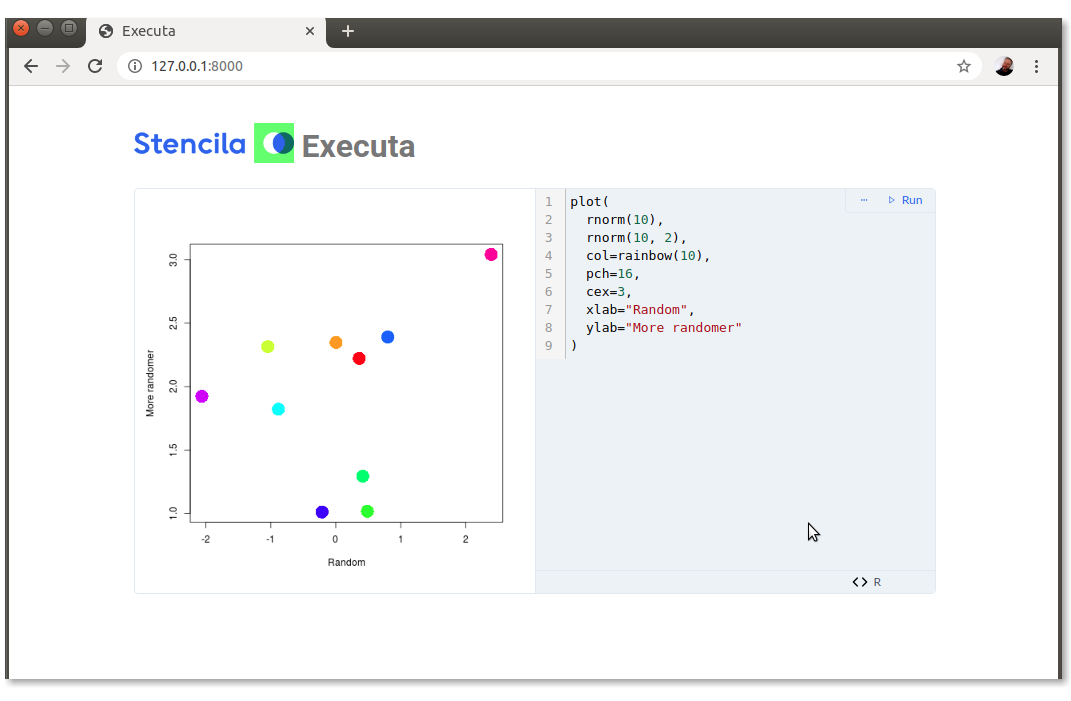 Executa
127.0.0.1:8000
Stencila Executa
3.0
2.5
2.0
1.5
1.0
More randomer
-2 -1 0 1 2
Random
... Run
1 plot(
2   rnorm(10),
3   rnorm(10, 2),
4   col=rainbow(10),
5   pch=16,
6   cex=3,
7   xlab="Random",
8   ylab="More randomer"
9 )
R